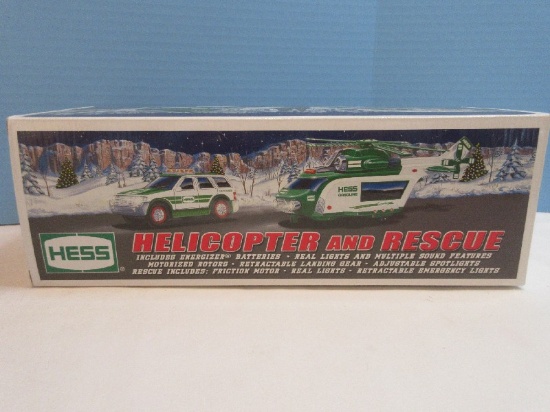 HESS
HESS
HELICOPTER AND RESCUE
INCLUDES ENERGIZER® BATTERIES · REAL LIGHTS AND MULTIPLE SOUND FEATURES
MOTORIZED ROTORS · RETRACTABLE LANDING GEAR · ADJUSTABLE SPOTLIGHTS
RESCUE INCLUDES: FRICTION MOTOR · REAL LIGHTS · RETRACTABLE EMERGENCY LIGHTS